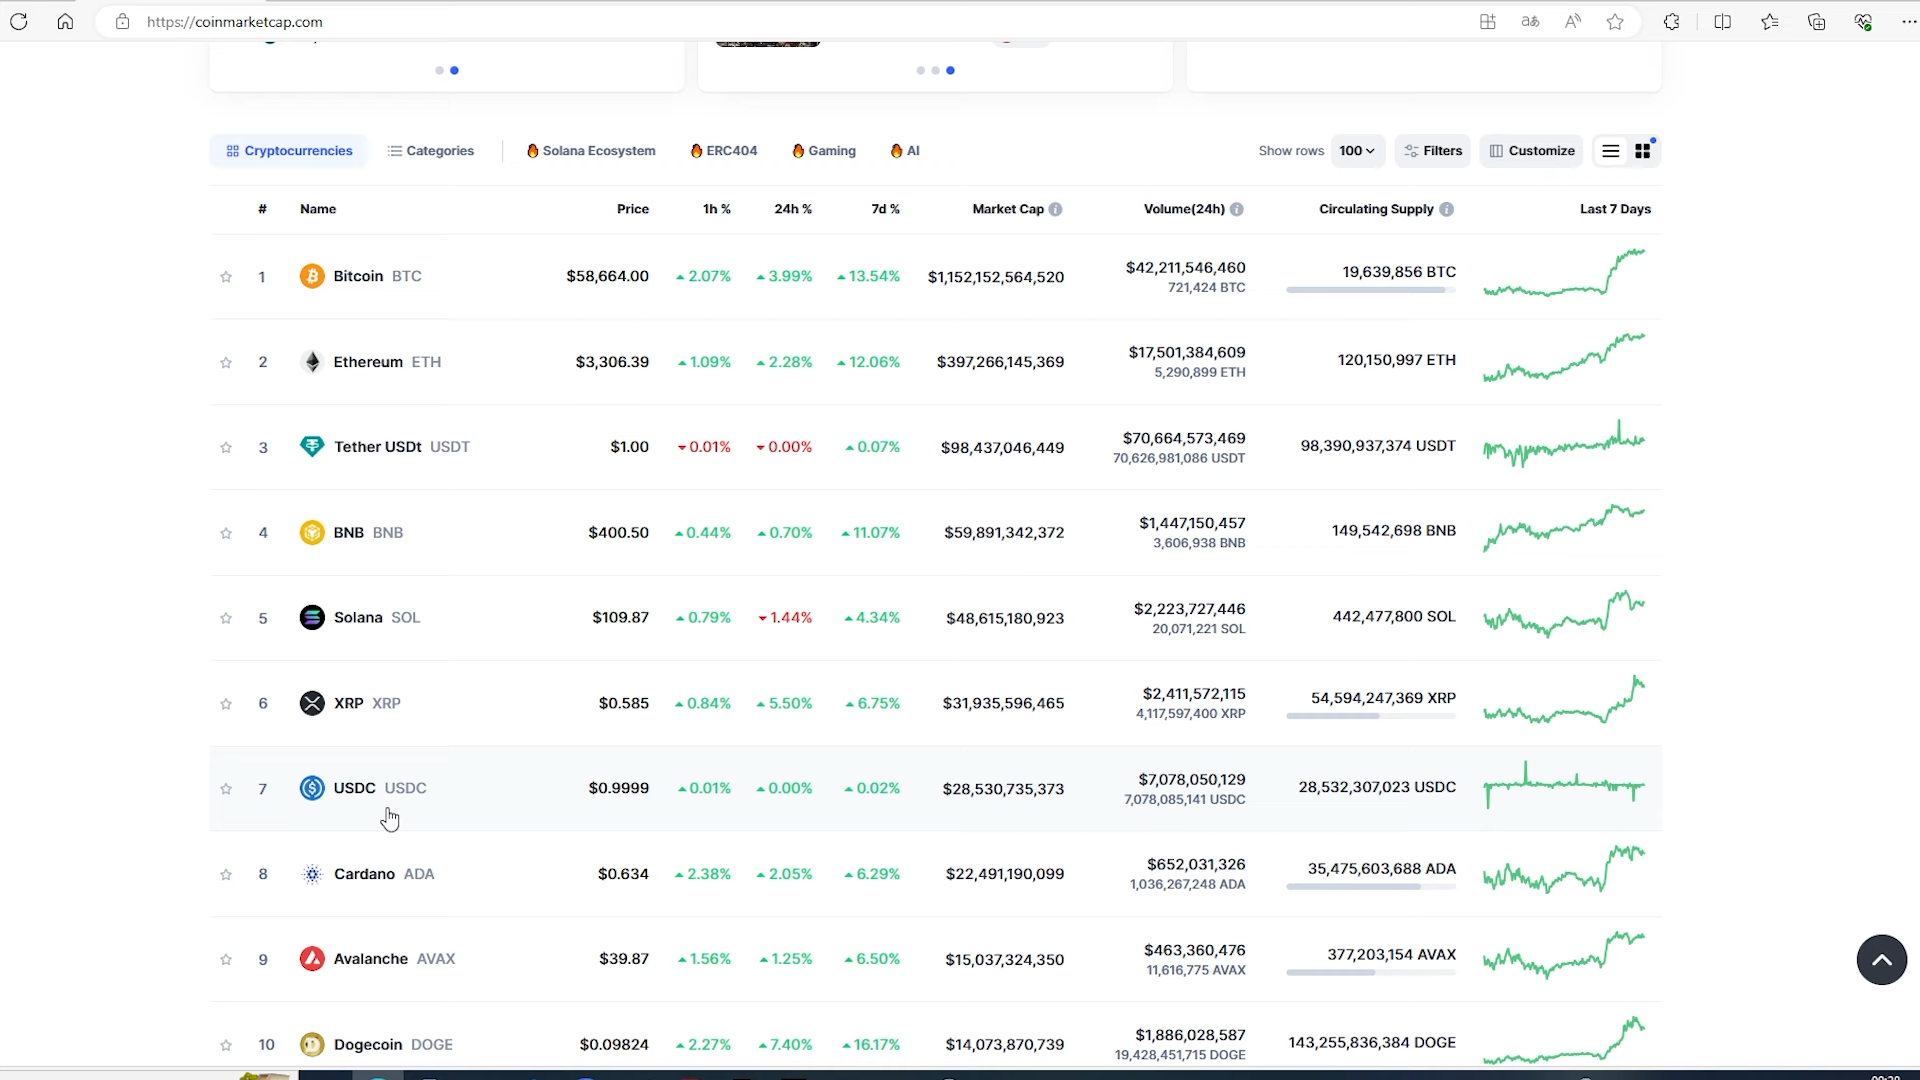 https://coinmarketcap.com
Cryptocurrencies Categories Solana Ecosystem ERC404 Gaming AI Show rows 100 Filters Customize
# Name Price 1h % 24h % 7d % Market Cap Volume(24h) Circulating Supply Last 7 Days
1 Bitcoin BTC $58,664.00 2.07% 3.99% 13.54% $1,152,152,564,520 $42,211,546,460 19,639,856 BTC
721,424 BTC
2 Ethereum ETH $3,306.39 1.09% 2.28% 12.06% $397,266,145,369 $17,501,384,609 120,150,997 ETH
5,290,899 ETH
3 Tether USDt USDT $1.00 0.01% 0.00% 0.07% $98,437,046,449 $70,664,573,469 98,390,937,374 USDT
70,626,981,086 USDT
4 BNB BNB $400.50 0.44% 0.70% 11.07% $59,891,342,372 $1,447,150,457 149,542,698 BNB
3,606,938 BNB
5 Solana SOL $109.87 0.79% 1.44% 4.34% $48,615,180,923 $2,223,727,446 442,477,800 SOL
20,071,221 SOL
6 XRP XRP $0.585 0.84% 5.50% 6.75% $31,935,596,465 $2,411,572,115 54,594,247,369 XRP
4,117,597,400 XRP
7 USDC USDC $0.9999 0.01% 0.00% 0.02% $28,530,735,373 $7,078,050,129 28,532,307,023 USDC
7,078,085,141 USDC
8 Cardano ADA $0.634 2.38% 2.05% 6.29% $22,491,190,099 $652,031,326 35,475,603,688 ADA
1,036,267,248 ADA
9 Avalanche AVAX $39.87 1.56% 1.25% 6.50% $15,037,324,350 $463,360,476 377,203,154 AVAX
11,616,775 AVAX
10 Dogecoin DOGE $0.09824 2.27% 7.40% 16.17% $14,073,870,739 $1,886,028,587 143,255,836,384 DOGE
19,428,451,715 DOGE